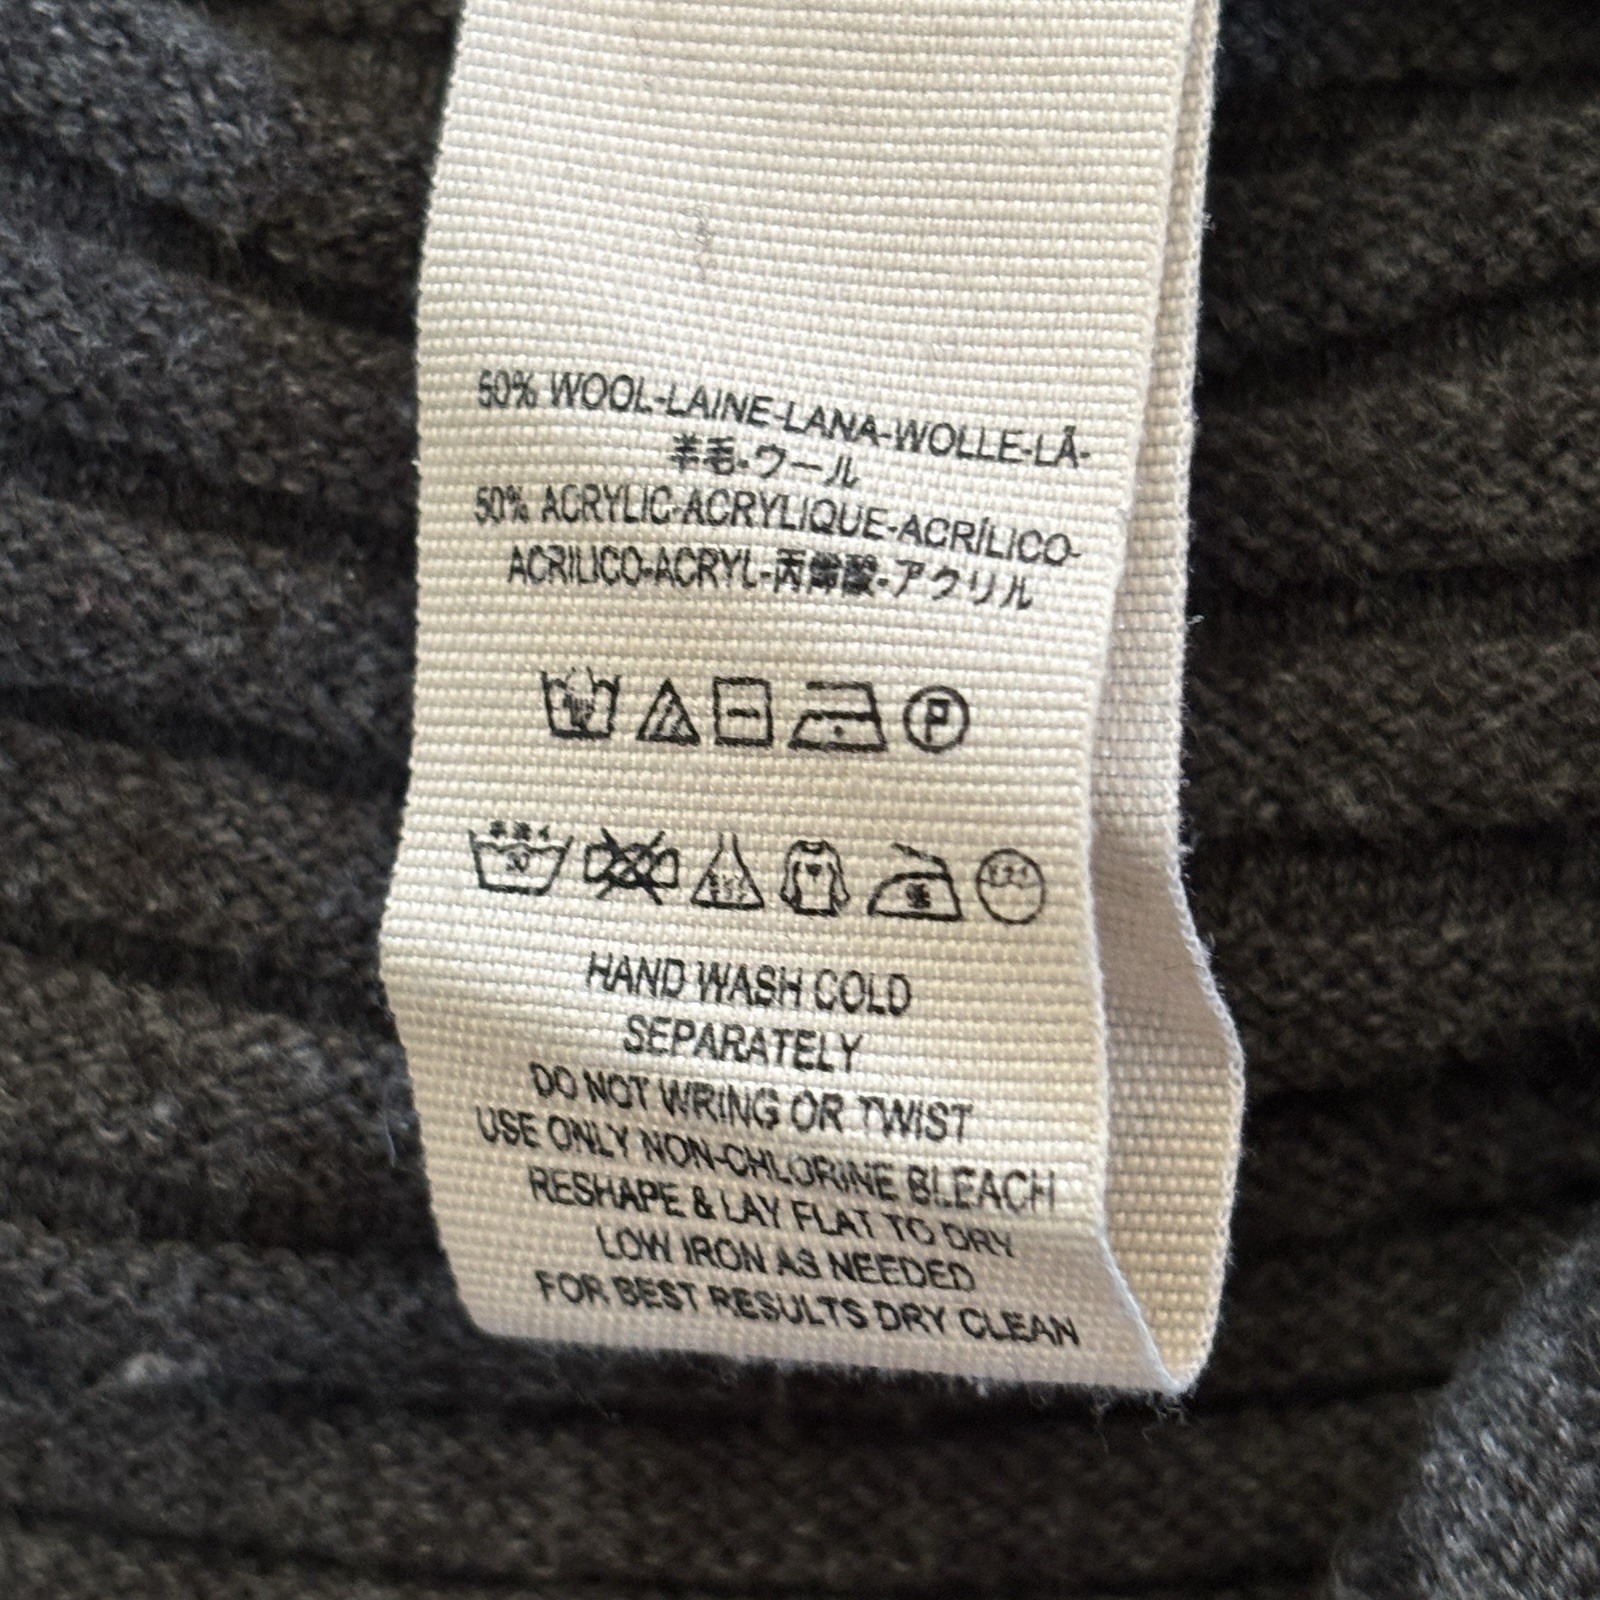 50% WOOL-LAINE-LANA-WOLLE-LÃ-
羊毛-ウール
50% ACRYLIC-ACRYLIQUE-ACRÍLICO-
ACRILICO-ACRYL-丙烯酸-アクリル
P
30
HAND WASH COLD
SEPARATELY
DO NOT WRING OR TWIST
USE ONLY NON-CHLORINE BLEACH
RESHAPE & LAY FLAT TO DRY
LOW IRON AS NEEDED
FOR BEST RESULTS DRY CLEAN